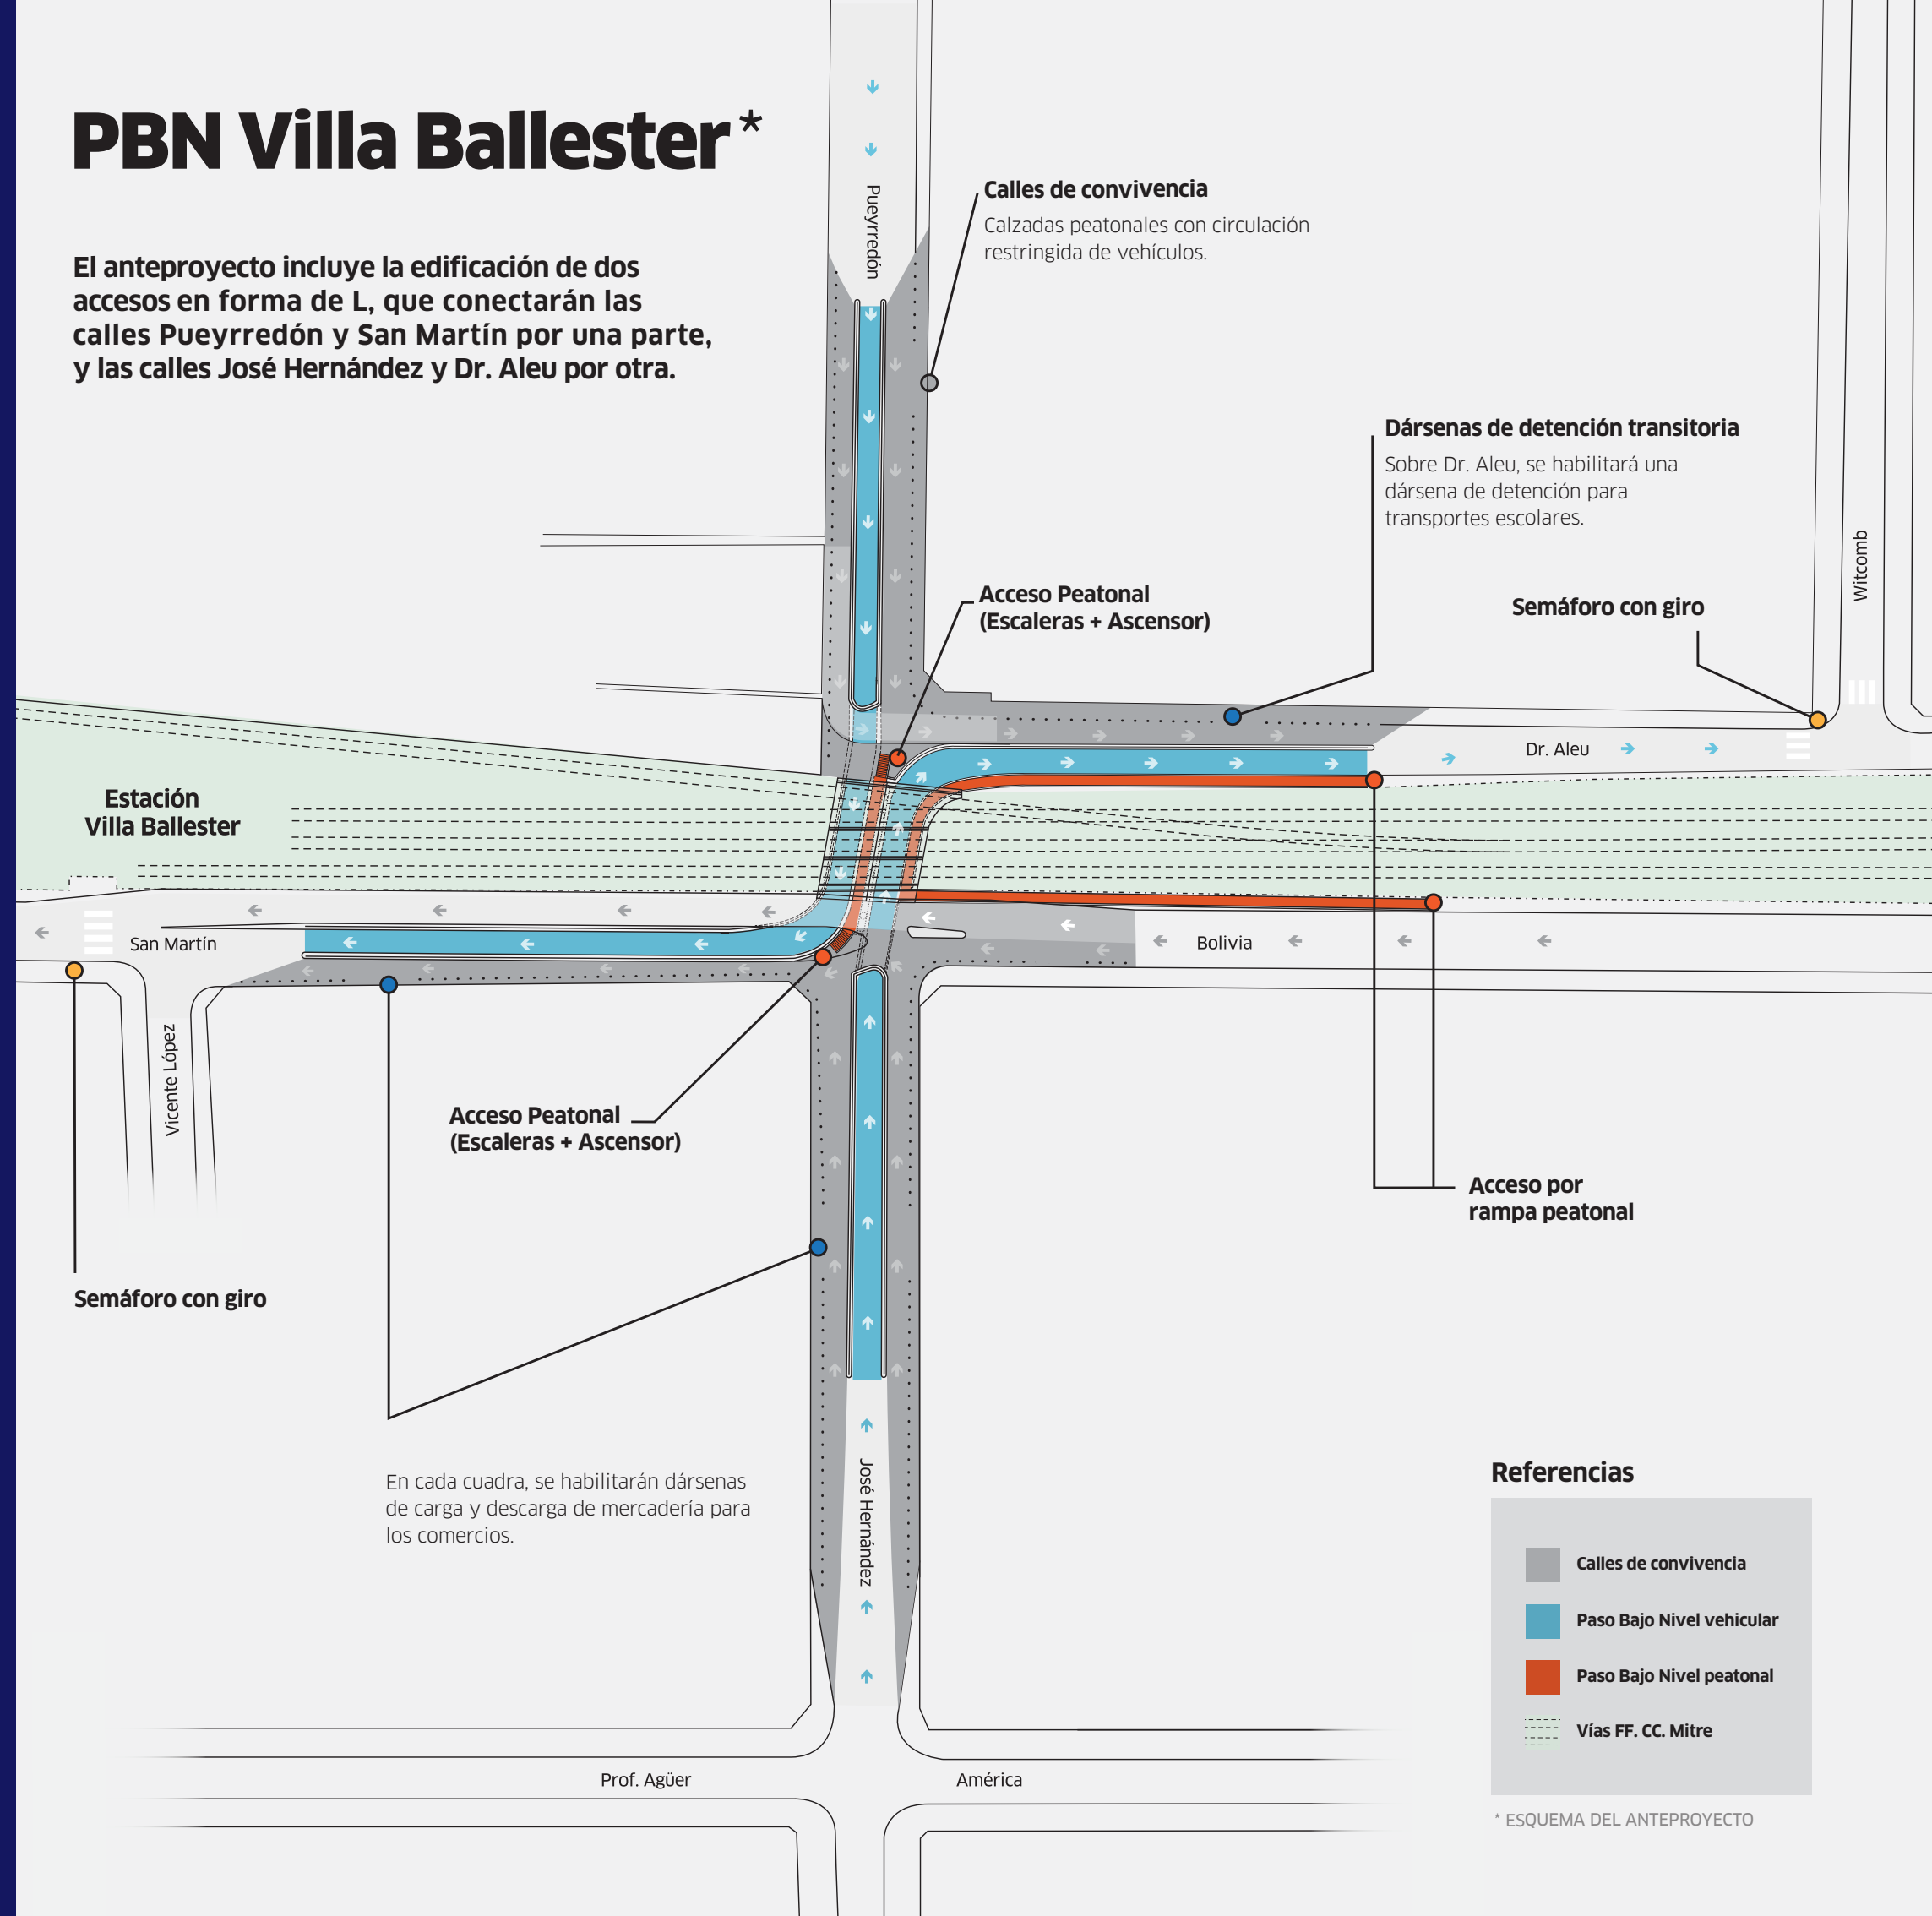 PBN Villa Ballester*
El anteproyecto incluye la edificación de dos
accesos en forma de L, que conectarán las
calles Pueyrredón y San Martín por una parte,
y las calles José Hernández y Dr. Aleu por otra.
Pueyrredón
Calles de convivencia
Calzadas peatonales con circulación
restringida de vehículos.
Dársenas de detención transitoria
Sobre Dr. Aleu, se habilitará una
dársena de detención para
transportes escolares.
Acceso Peatonal
(Escaleras + Ascensor)
Semáforo con giro
Witcomb
Dr. Aleu
Estación
Villa Ballester
San Martín
Bolivia
Vicente López
Acceso Peatonal
(Escaleras + Ascensor)
Acceso por
rampa peatonal
Semáforo con giro
En cada cuadra, se habilitarán dársenas
de carga y descarga de mercadería para
los comercios.
José Hernández
Prof. Agüer
América
Referencias
Calles de convivencia
Paso Bajo Nivel vehicular
Paso Bajo Nivel peatonal
Vías FF. CC. Mitre
* ESQUEMA DEL ANTEPROYECTO